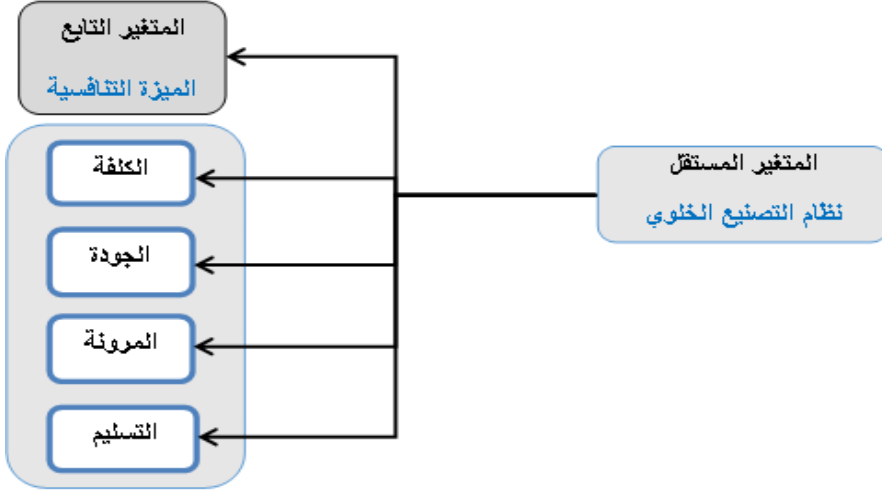 المتغير التابع
الميزة التنافسية
المتغير المستقل
نظام التصنيع الخلوي
الكلفة
الجودة
المرونة
التسليم